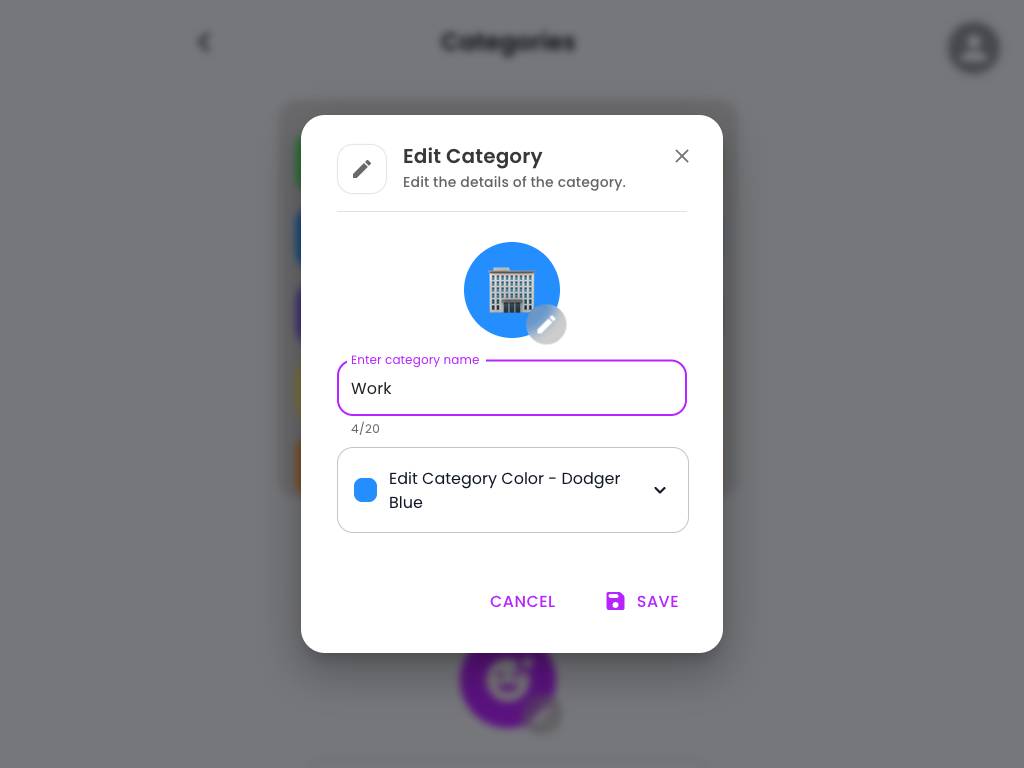 Categories
Edit Category
Edit the details of the category.
Enter category name
Work
4/20
Edit Category Color - Dodger
Blue
CANCEL
SAVE